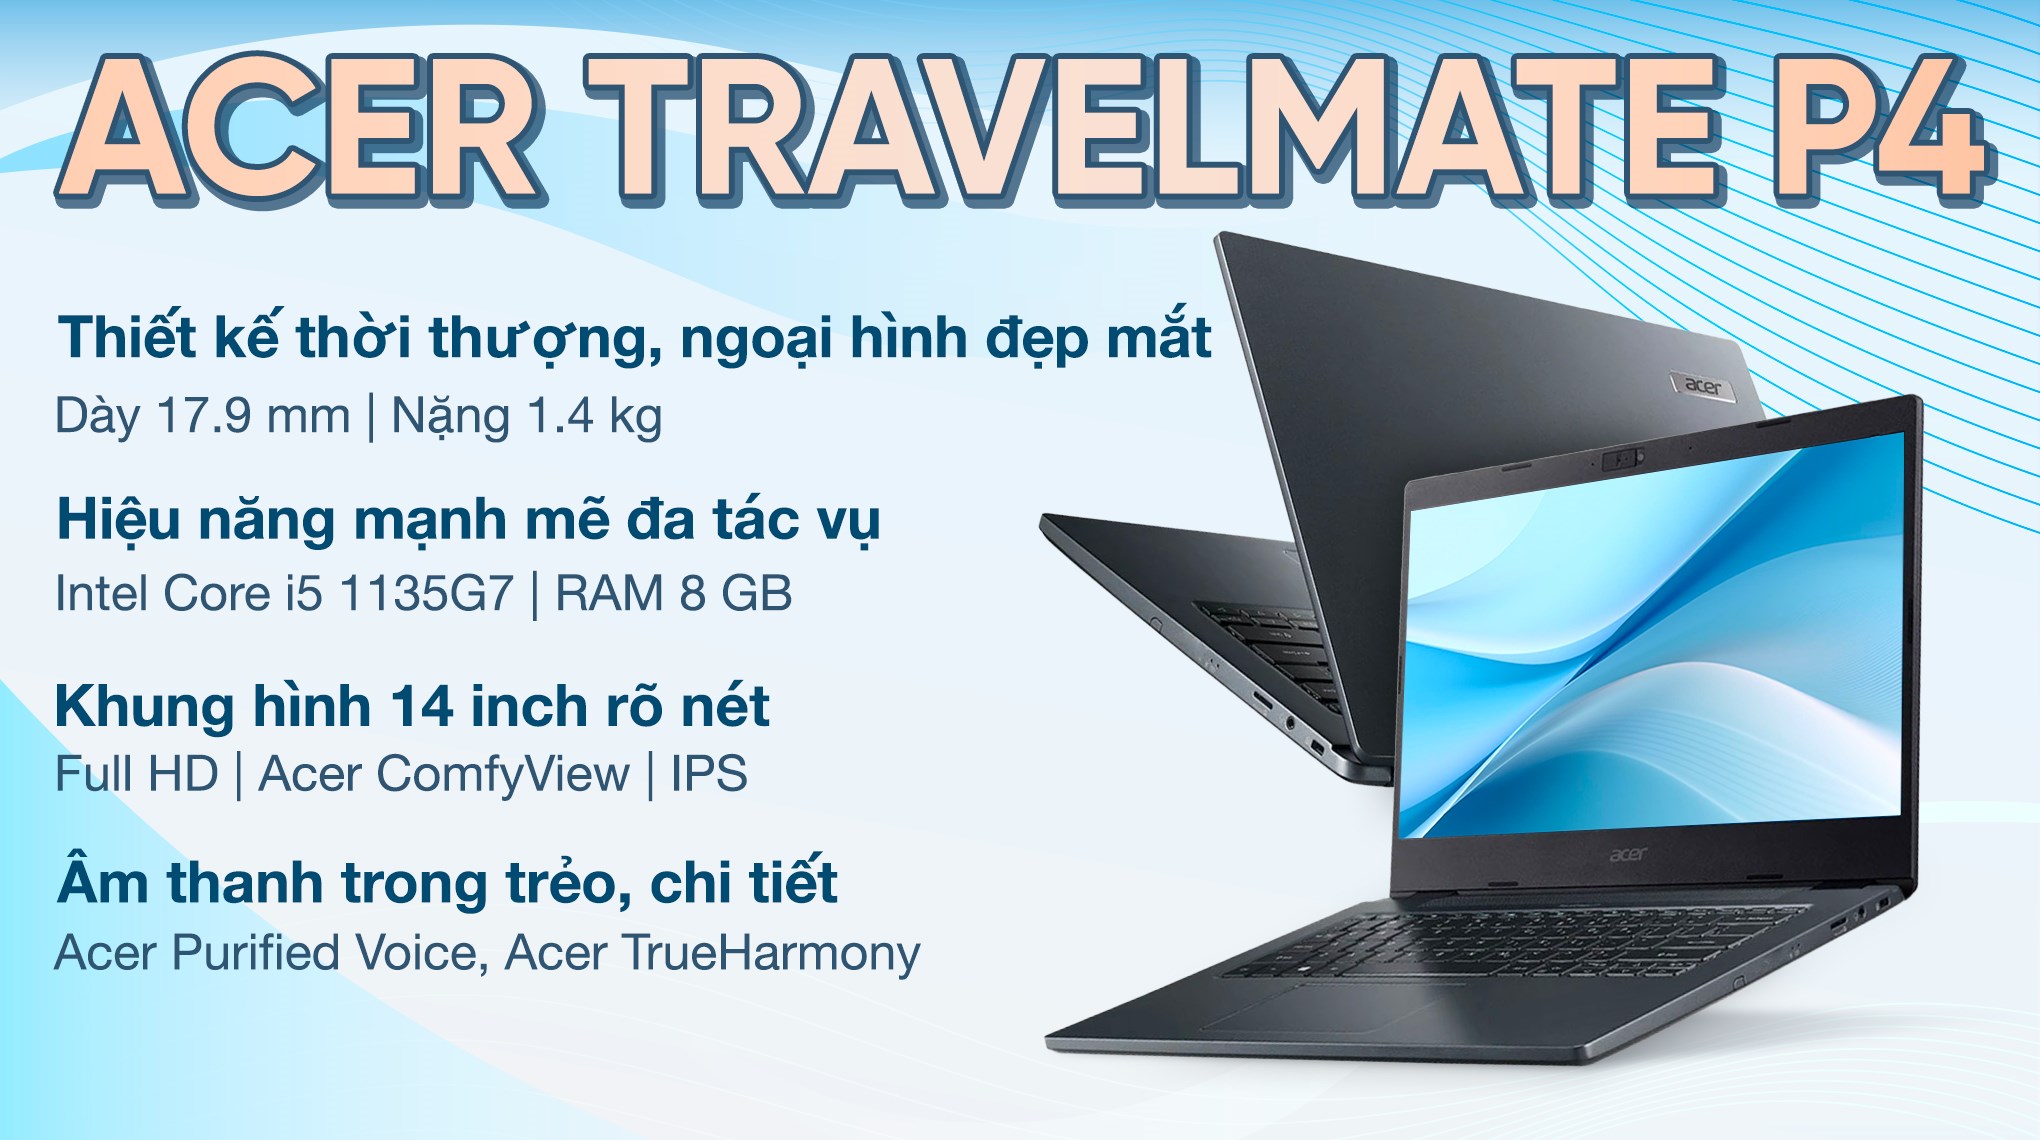 ACER TRAVELMATE P4
Thiết kế thời thượng, ngoại hình đẹp mắt
Dày 17.9 mm | Nặng 1.4 kg
Hiệu năng mạnh mẽ đa tác vụ
Intel Core i5 1135G7 | RAM 8 GB
Khung hình 14 inch rõ nét
Full HD | Acer ComfyView | IPS
Âm thanh trong trẻo, chi tiết
Acer Purified Voice, Acer TrueHarmony
acer
acer